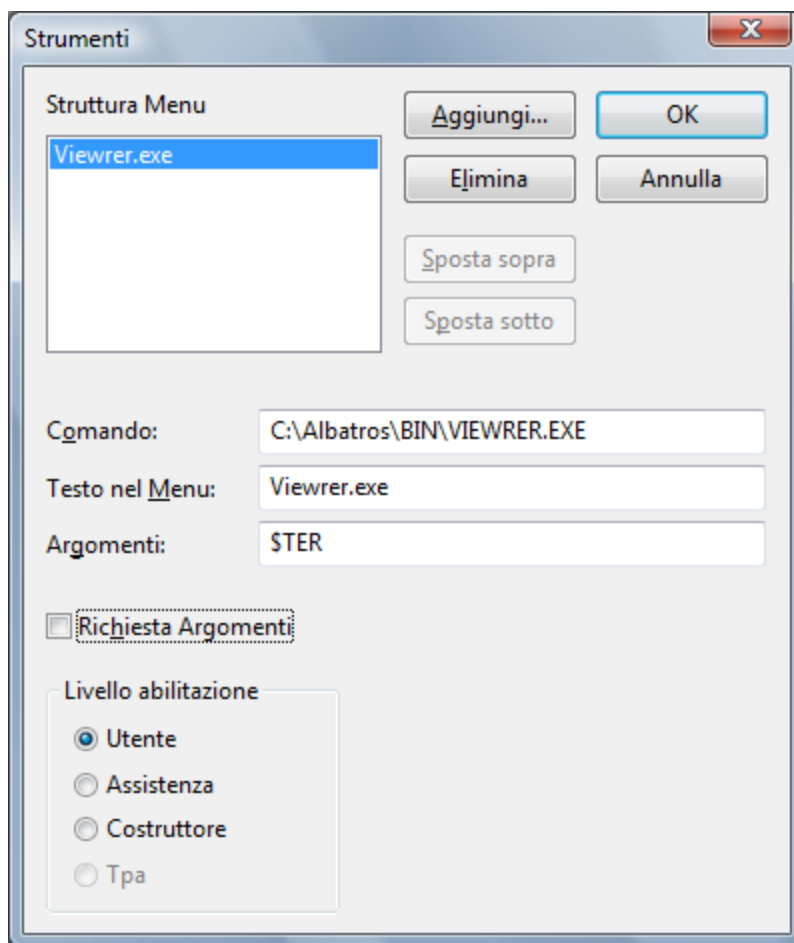 Strumenti
Struttura Menu
Viewrer.exe
Aggiungi...
OK
Elimina
Annulla
Sposta sopra
Sposta sotto
Comando:
C:\Albatros\BIN\VIEWRER.EXE
Testo nel Menu:
Viewrer.exe
Argomenti:
$TER
Richiesta Argomenti
Livello abilitazione
Utente
Assistenza
Costruttore
Tpa